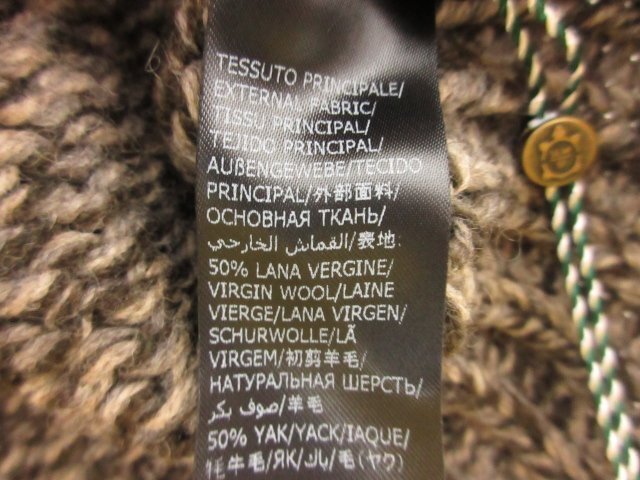 TESSUTO PRINCIPALE/
EXTERNAL FABRIC/
TISSU PRINCIPAL/
TEJIDO PRINCIPAL/
AUßENGEWEBE/TECIDO
PRINCIPAL/外部面料/
ОСНОВНАЯ ТКАНЬ/
القماش الخارجي/表地:
50% LANA VERGINE/
VIRGIN WOOL/LAINE
VIERGE/LANA VIRGEN/
SCHURWOLLE/LÃ
VIRGEM/初剪羊毛/
НАТУРАЛЬНАЯ ШЕРСТЬ/
صوف بكر/羊毛
50% YAK/YACK/IAQUE/
牦牛毛/ЯК/ياك/毛(ヤク)